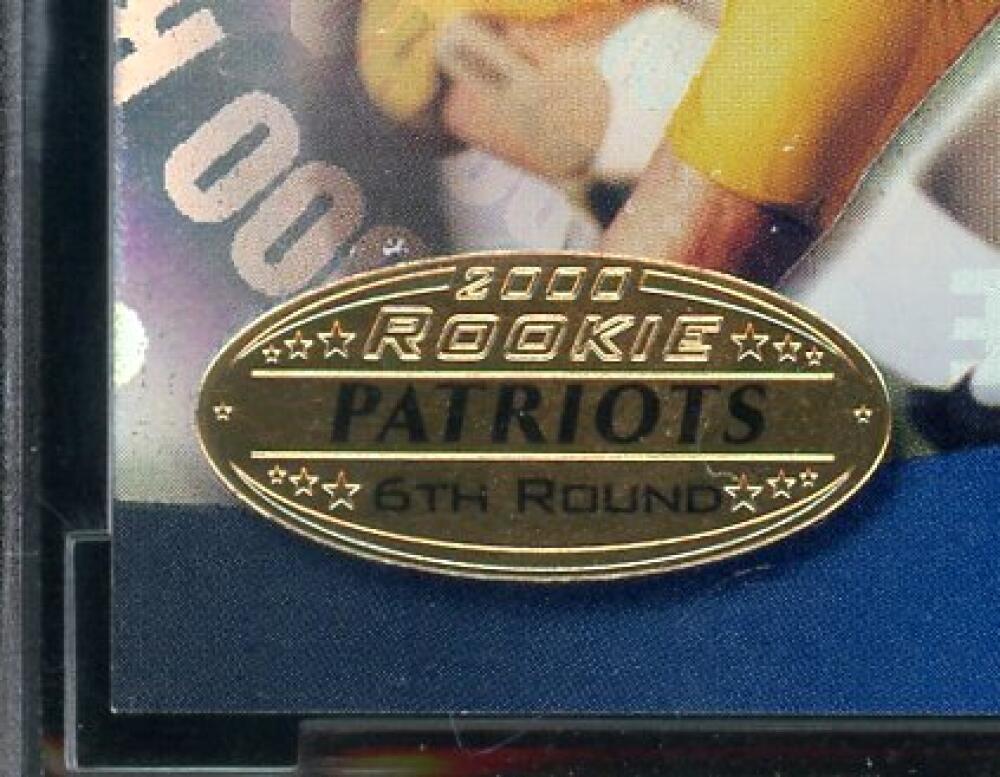 2000
ROOKIE
PATRIOTS
6TH ROUND